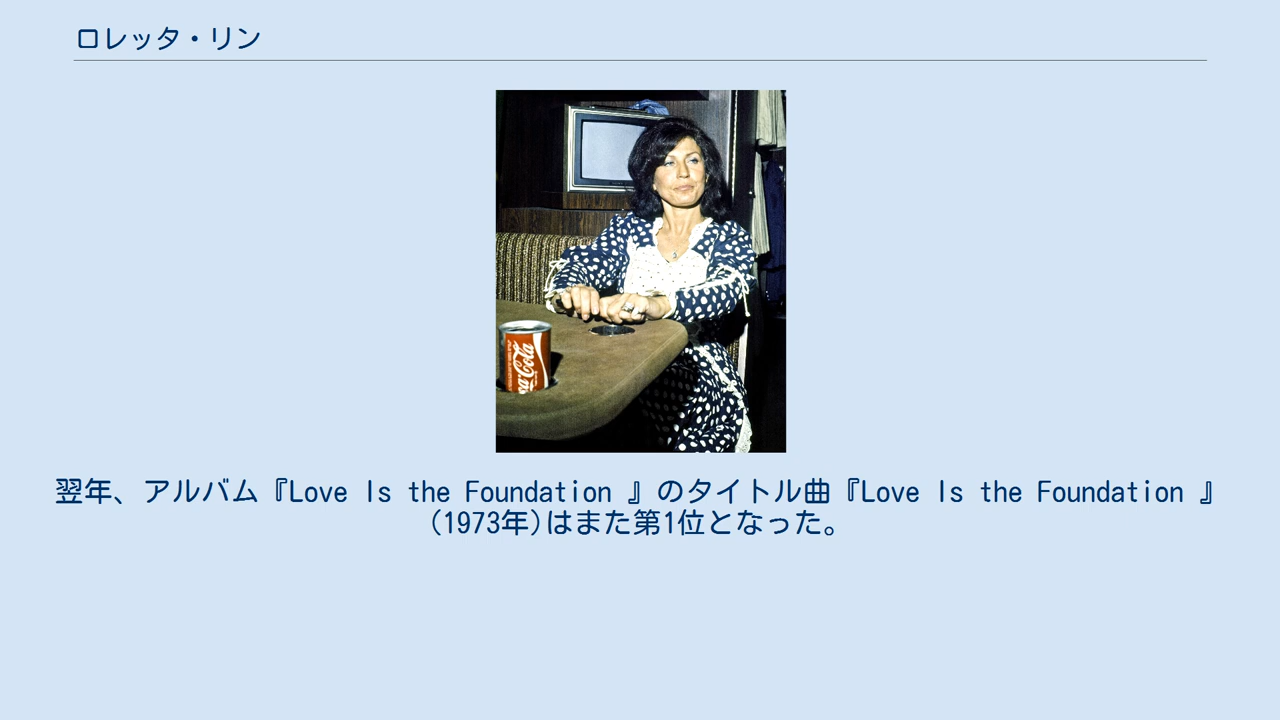 ロレッタ・リン
Coca-Cola
翌年、アルバム『Love Is the Foundation 』のタイトル曲『Love Is the Foundation 』
(1973年)はまた第1位となった。